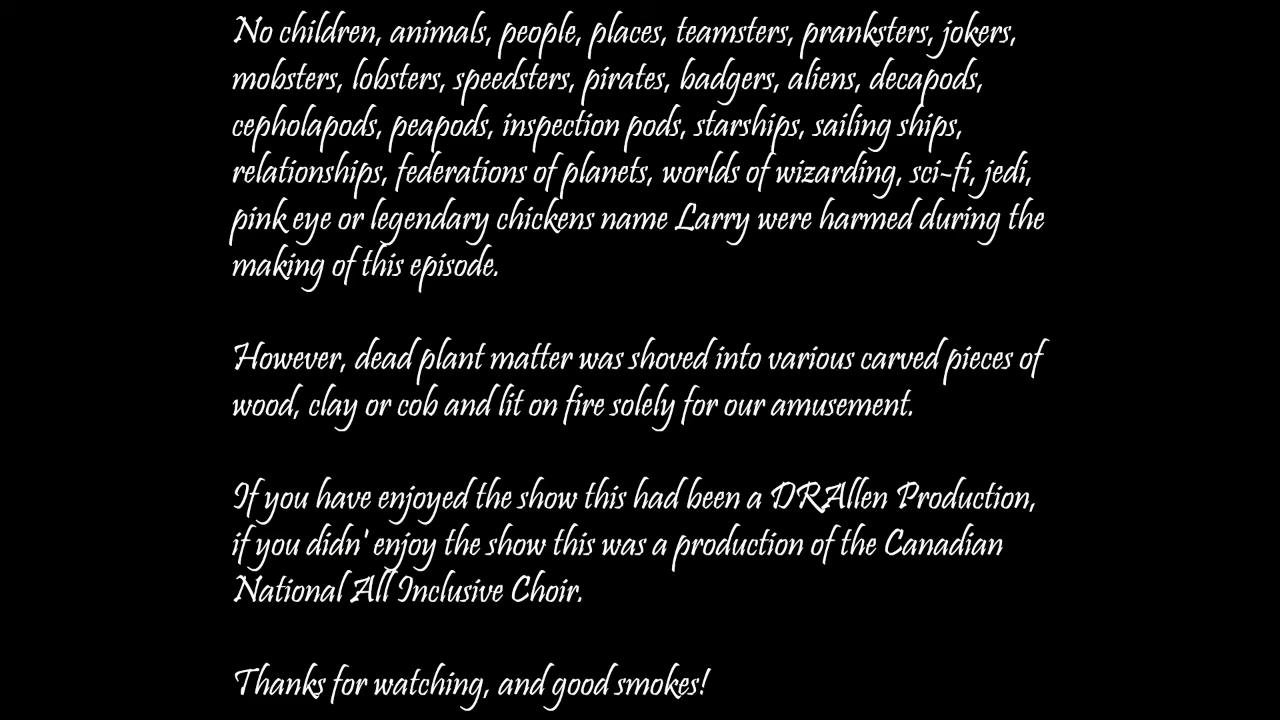 No children, animals, people, places, teamsters, pranksters, jokers,
mobsters, lobsters, speedsters, pirates, badgers, aliens, decapods,
cepholapods, peapods, inspection pods, starships, sailing ships,
relationships, federations of planets, worlds of wizarding, sci-fi, jedi,
pink eye or legendary chickens name Larry were harmed during the
making of this episode.
However, dead plant matter was shoved into various carved pieces of
wood, clay or cob and lit on fire solely for our amusement.
If you have enjoyed the show this had been a DRAllen Production,
if you didn' enjoy the show this was a production of the Canadian
National All Inclusive Choir.
Thanks for watching, and good smokes!